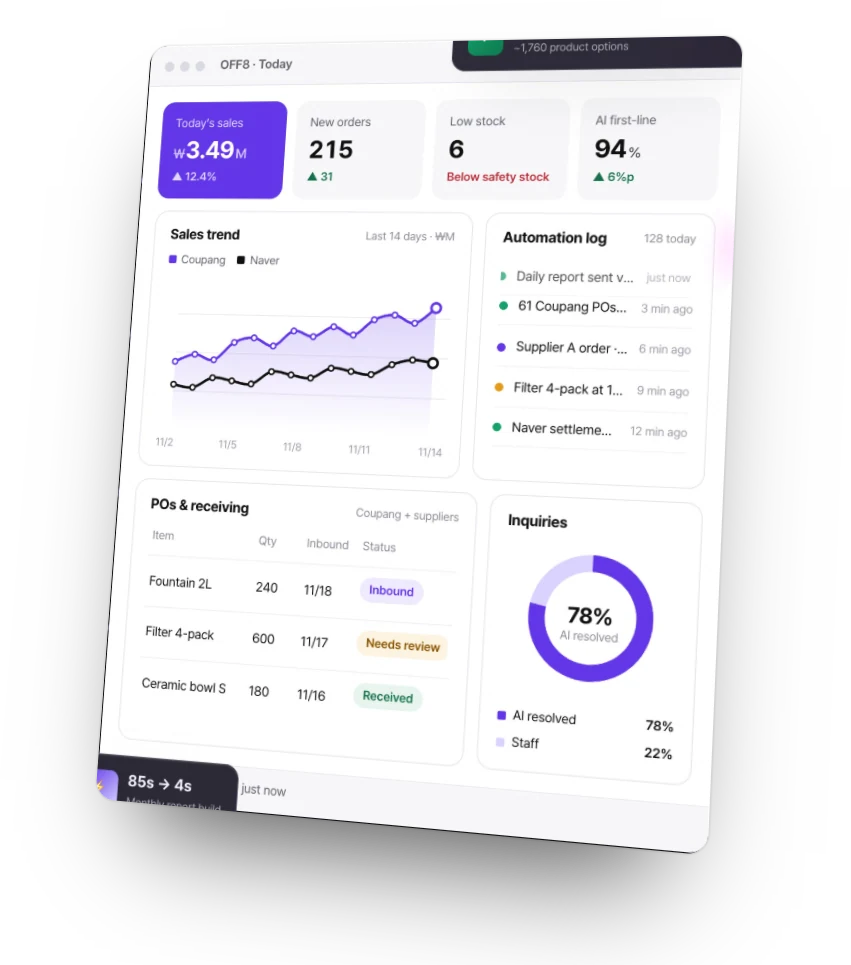 OFF8 · Today
~1,760 product options
Today's sales
₩3.49M
▲ 12.4%
New orders
215
▲ 31
Low stock
6
Below safety stock
AI first-line
94%
▲ 6%p
Sales trend
Last 14 days · ₩M
Coupang
Naver
11/2
11/5
11/8
11/11
11/14
Automation log
128 today
Daily report sent v... just now
61 Coupang POs... 3 min ago
Supplier A order ·... 6 min ago
Filter 4-pack at 1... 9 min ago
Naver settleme... 12 min ago
POs & receiving
Coupang + suppliers
Item Qty Inbound Status
Fountain 2L 240 11/18 Inbound
Filter 4-pack 600 11/17 Needs review
Ceramic bowl S 180 11/16 Received
Inquiries
78%
AI resolved
AI resolved 78%
Staff 22%
85s → 4s
Monthly report build
just now